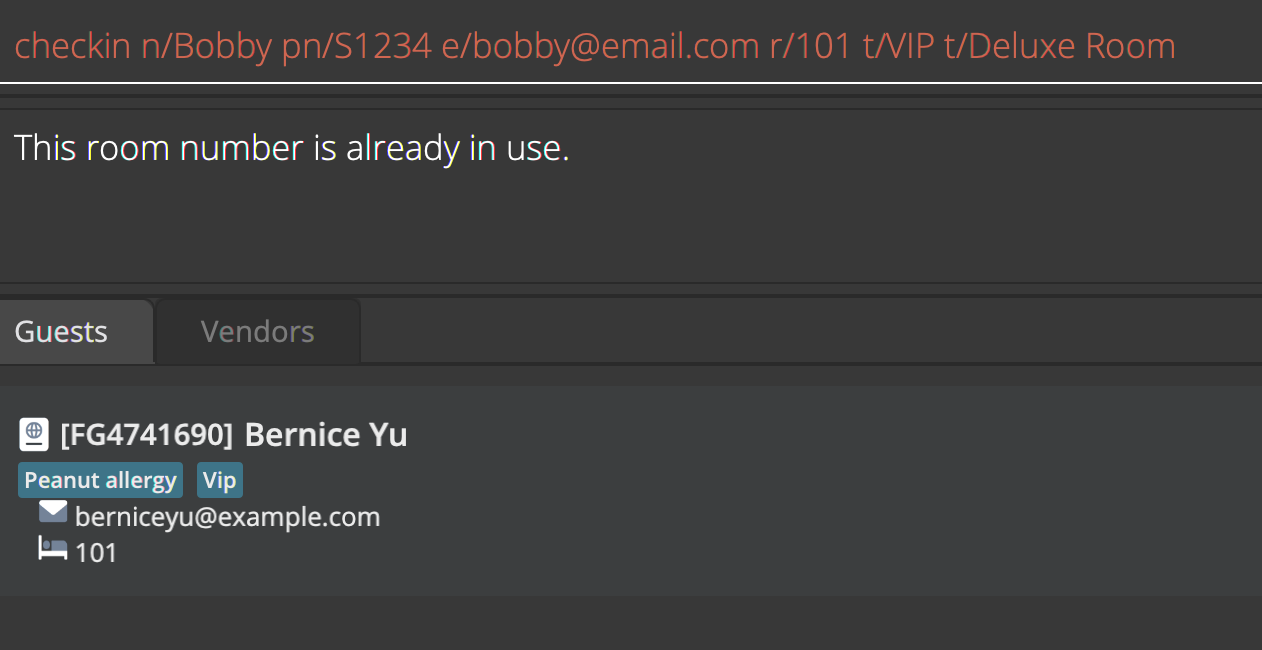 checkin n/Bobby pn/S1234 e/bobby@email.com r/101 t/VIP t/Deluxe Room
This room number is already in use.
Guests Vendors
[FG4741690] Bernice Yu
Peanut allergy Vip
berniceyu@example.com
101